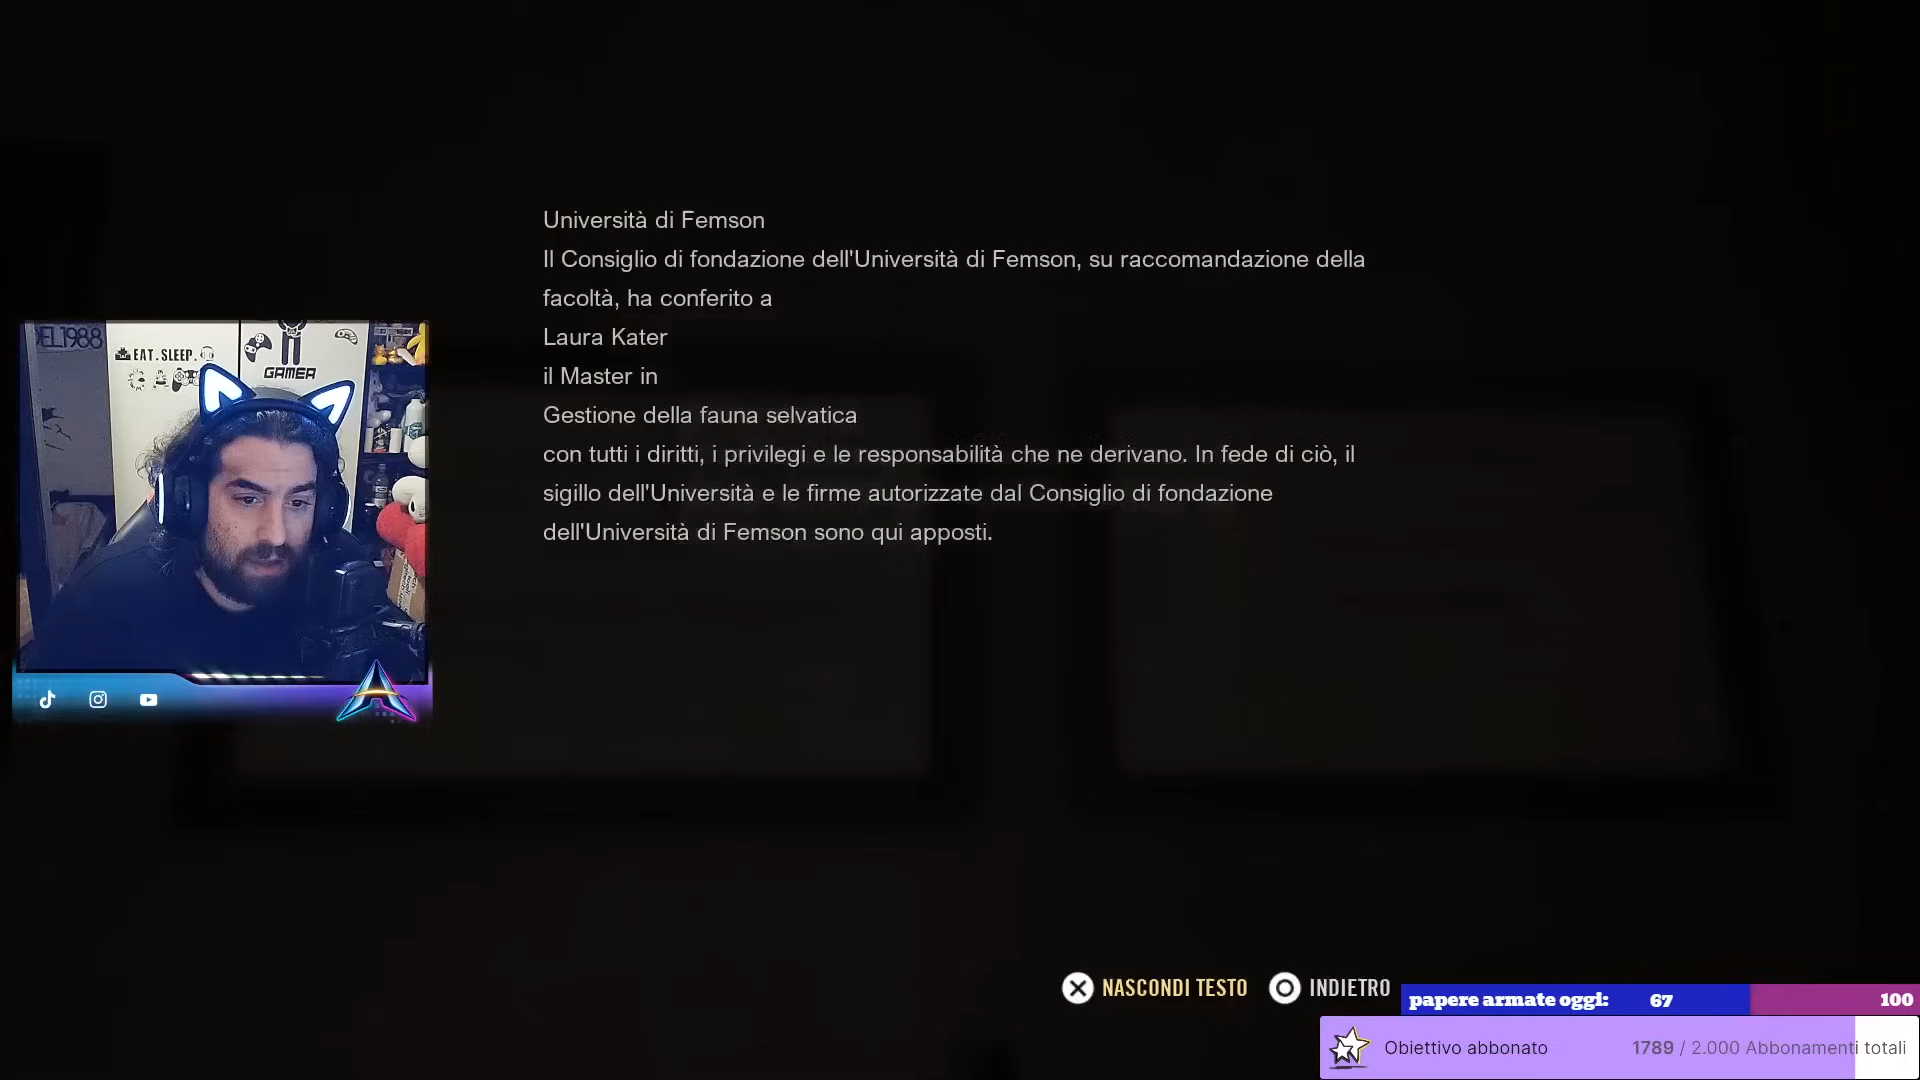 Università di Femson
Il Consiglio di fondazione dell'Università di Femson, su raccomandazione della
facoltà, ha conferito a
Laura Kater
il Master in
Gestione della fauna selvatica
con tutti i diritti, i privilegi e le responsabilità che ne derivano. In fede di ciò, il
sigillo dell'Università e le firme autorizzate dal Consiglio di fondazione
dell'Università di Femson sono qui apposti.
EL1988
EAT.SLEEP.
GAMER
NASCONDI TESTO INDIETRO
papere armate oggi: 67 100
Obiettivo abbonato 1789 / 2.000 Abbonamenti totali